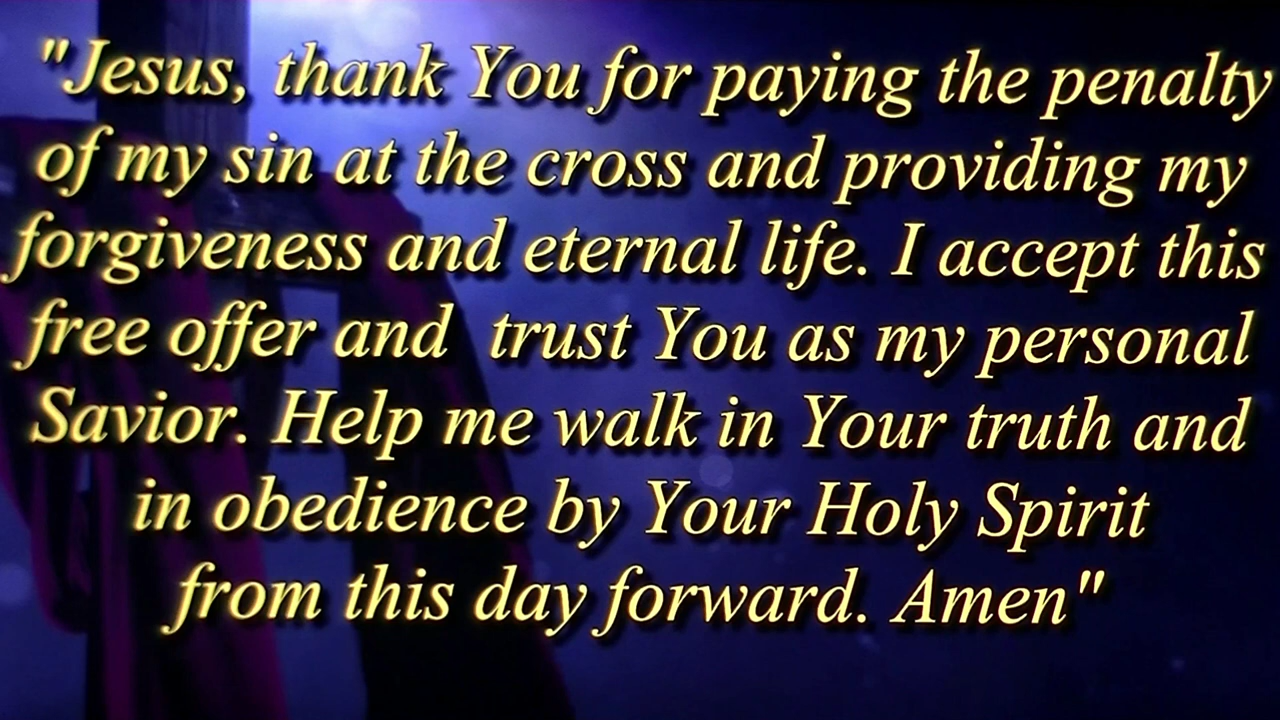 "Jesus, thank You for paying the penalty
of my sin at the cross and providing my
forgiveness and eternal life. I accept this
free offer and  trust You as my personal
Savior. Help me walk in Your truth and
in obedience by Your Holy Spirit
from this day forward. Amen"